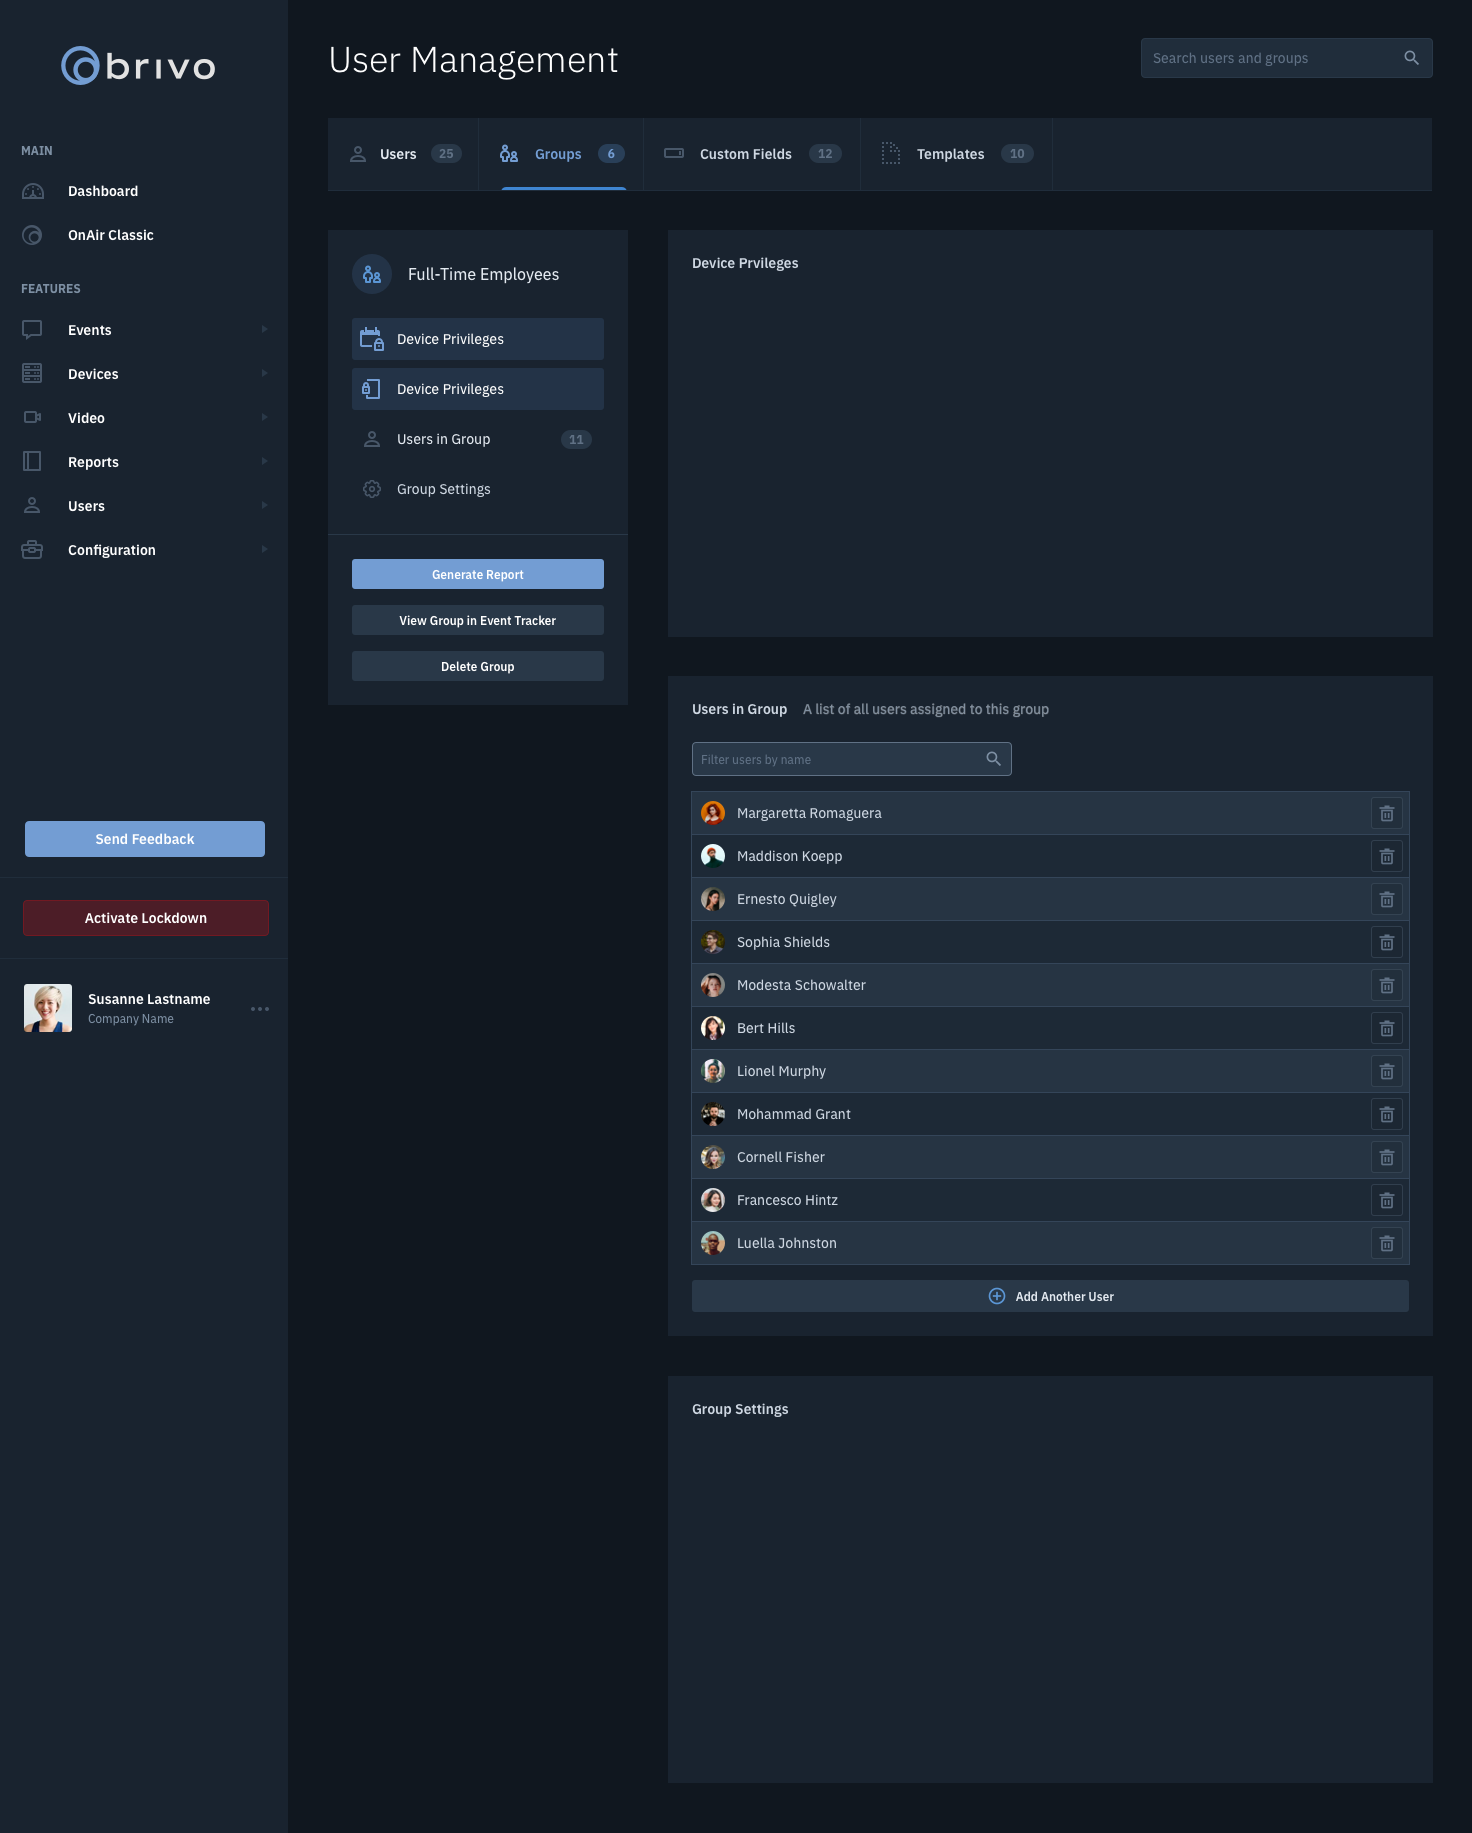 brivo
MAIN
Dashboard
OnAir Classic
FEATURES
Events
Devices
Video
Reports
Users
Configuration
Send Feedback
Activate Lockdown
Susanne Lastname
Company Name
User Management
Search users and groups
Users 25
Groups 6
Custom Fields 12
Templates 10
Full-Time Employees
Device Privileges
Device Privileges
Users in Group 11
Group Settings
Generate Report
View Group in Event Tracker
Delete Group
Device Prvileges
Users in Group A list of all users assigned to this group
Filter users by name
Margaretta Romaguera
Maddison Koepp
Ernesto Quigley
Sophia Shields
Modesta Schowalter
Bert Hills
Lionel Murphy
Mohammad Grant
Cornell Fisher
Francesco Hintz
Luella Johnston
Add Another User
Group Settings